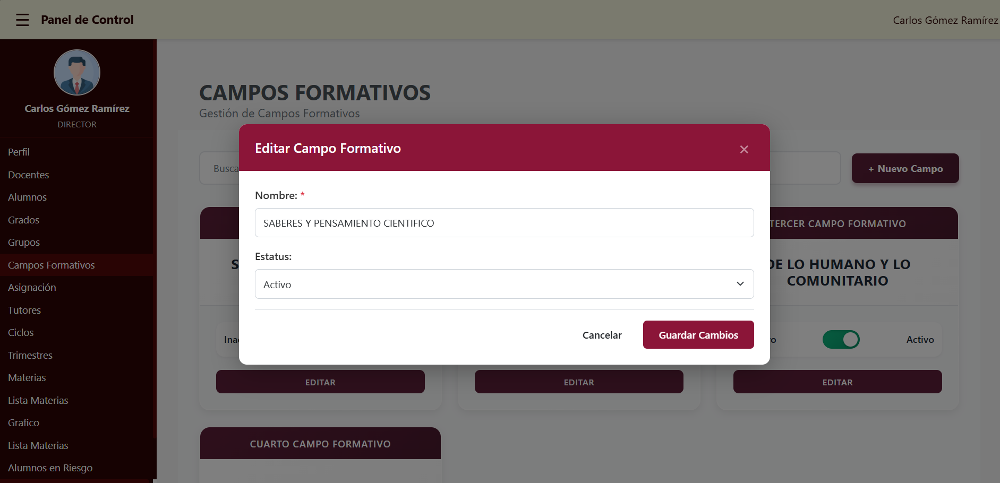 Panel de Control
Carlos Gómez Ramírez
Carlos Gómez Ramírez
DIRECTOR
Perfil
Docentes
Alumnos
Grados
Grupos
Campos Formativos
Asignación
Tutores
Ciclos
Trimestres
Materias
Lista Materias
Grafico
Lista Materias
Alumnos en Riesgo
CAMPOS FORMATIVOS
Gestión de Campos Formativos
+ Nuevo Campo
Editar Campo Formativo
×
Nombre: *
SABERES Y PENSAMIENTO CIENTIFICO
Estatus:
Activo
Cancelar
Guardar Cambios
TERCER CAMPO FORMATIVO
DE LO HUMANO Y LO
COMUNITARIO
Activo
EDITAR
EDITAR
EDITAR
CUARTO CAMPO FORMATIVO